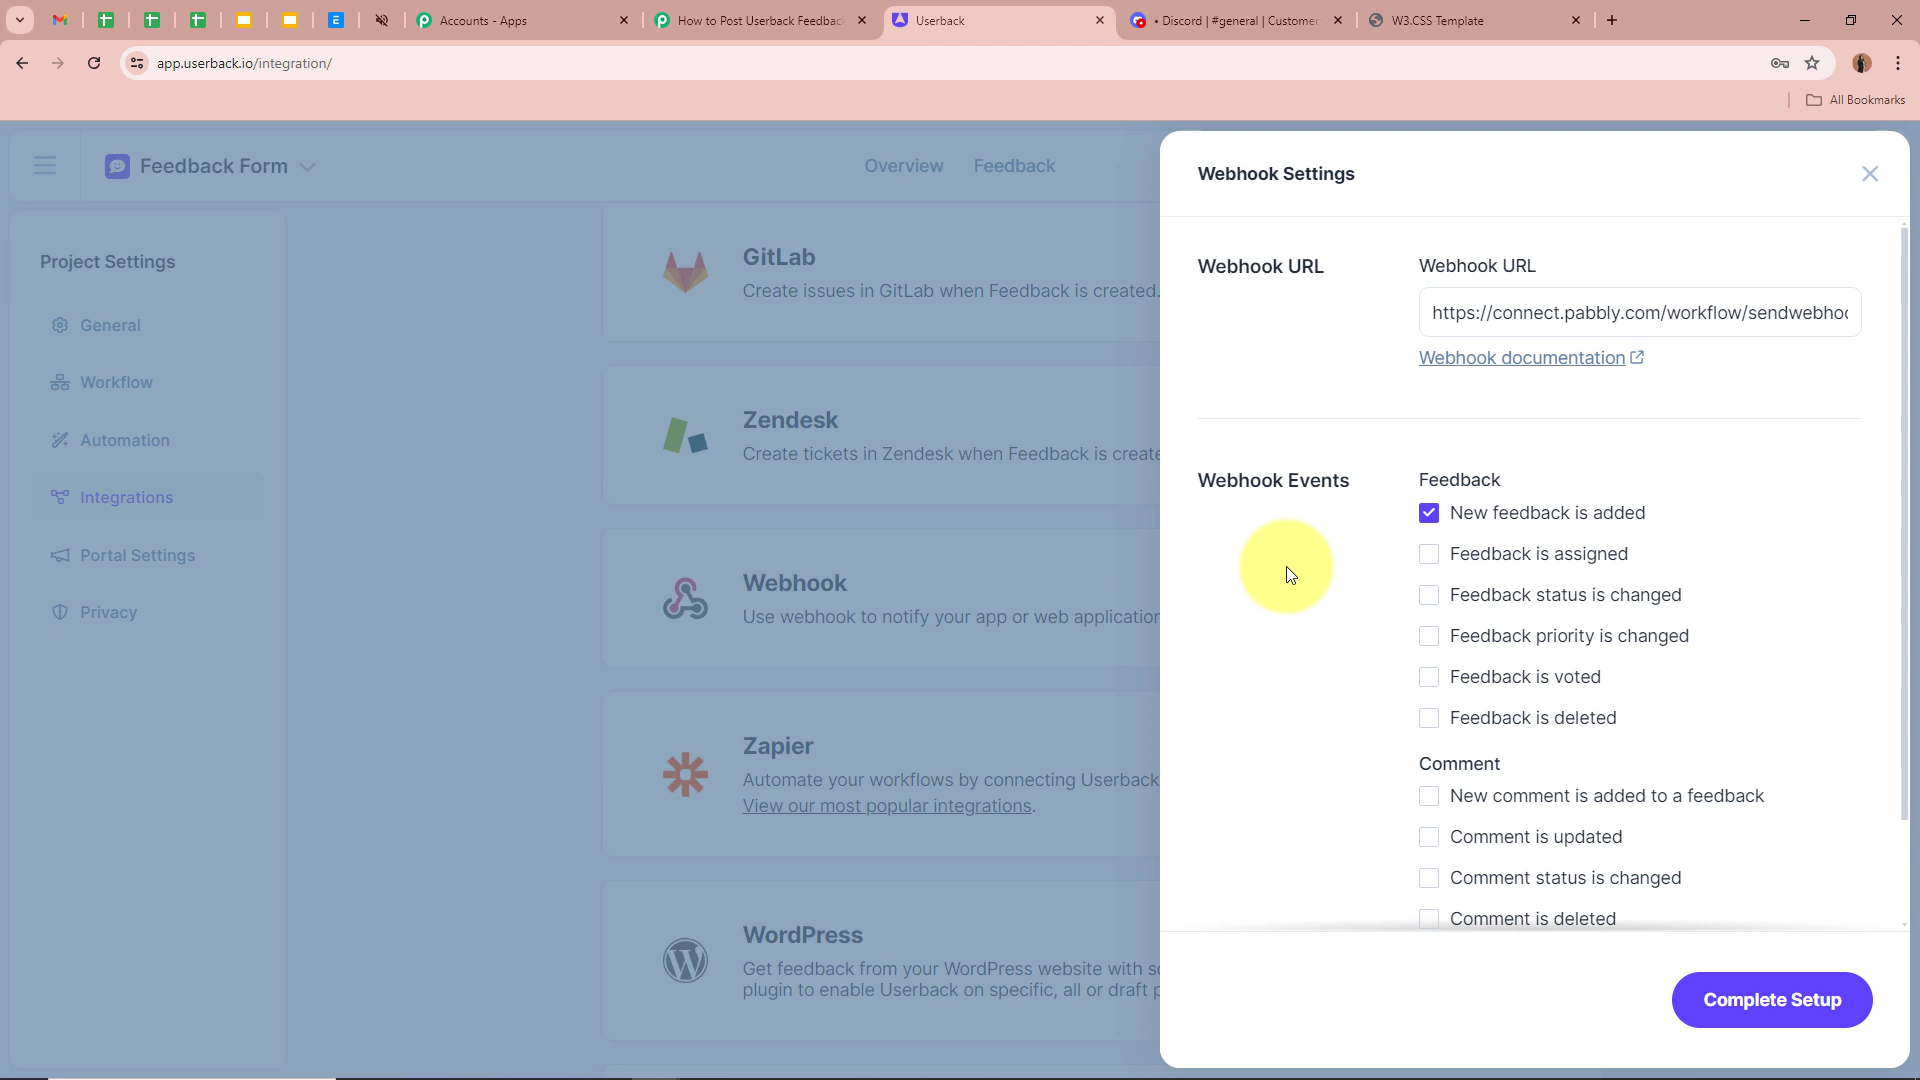 Accounts - Apps
How to Post Userback Feedbac
Userback
• Discord | #general | Customer
W3.CSS Template
app.userback.io/integration/
All Bookmarks
Feedback Form
Overview
Feedback
Project Settings
General
Workflow
Automation
Integrations
Portal Settings
Privacy
GitLab
Create issues in GitLab when Feedback is created.
Zendesk
Create tickets in Zendesk when Feedback is create
Webhook
Use webhook to notify your app or web application
Zapier
Automate your workflows by connecting Userback
View our most popular integrations.
WordPress
Get feedback from your WordPress website with so
plugin to enable Userback on specific, all or draft p
Webhook Settings
Webhook URL
Webhook URL
https://connect.pabbly.com/workflow/sendwebhoo
Webhook documentation
Webhook Events
Feedback
New feedback is added
Feedback is assigned
Feedback status is changed
Feedback priority is changed
Feedback is voted
Feedback is deleted
Comment
New comment is added to a feedback
Comment is updated
Comment status is changed
Comment is deleted
Complete Setup